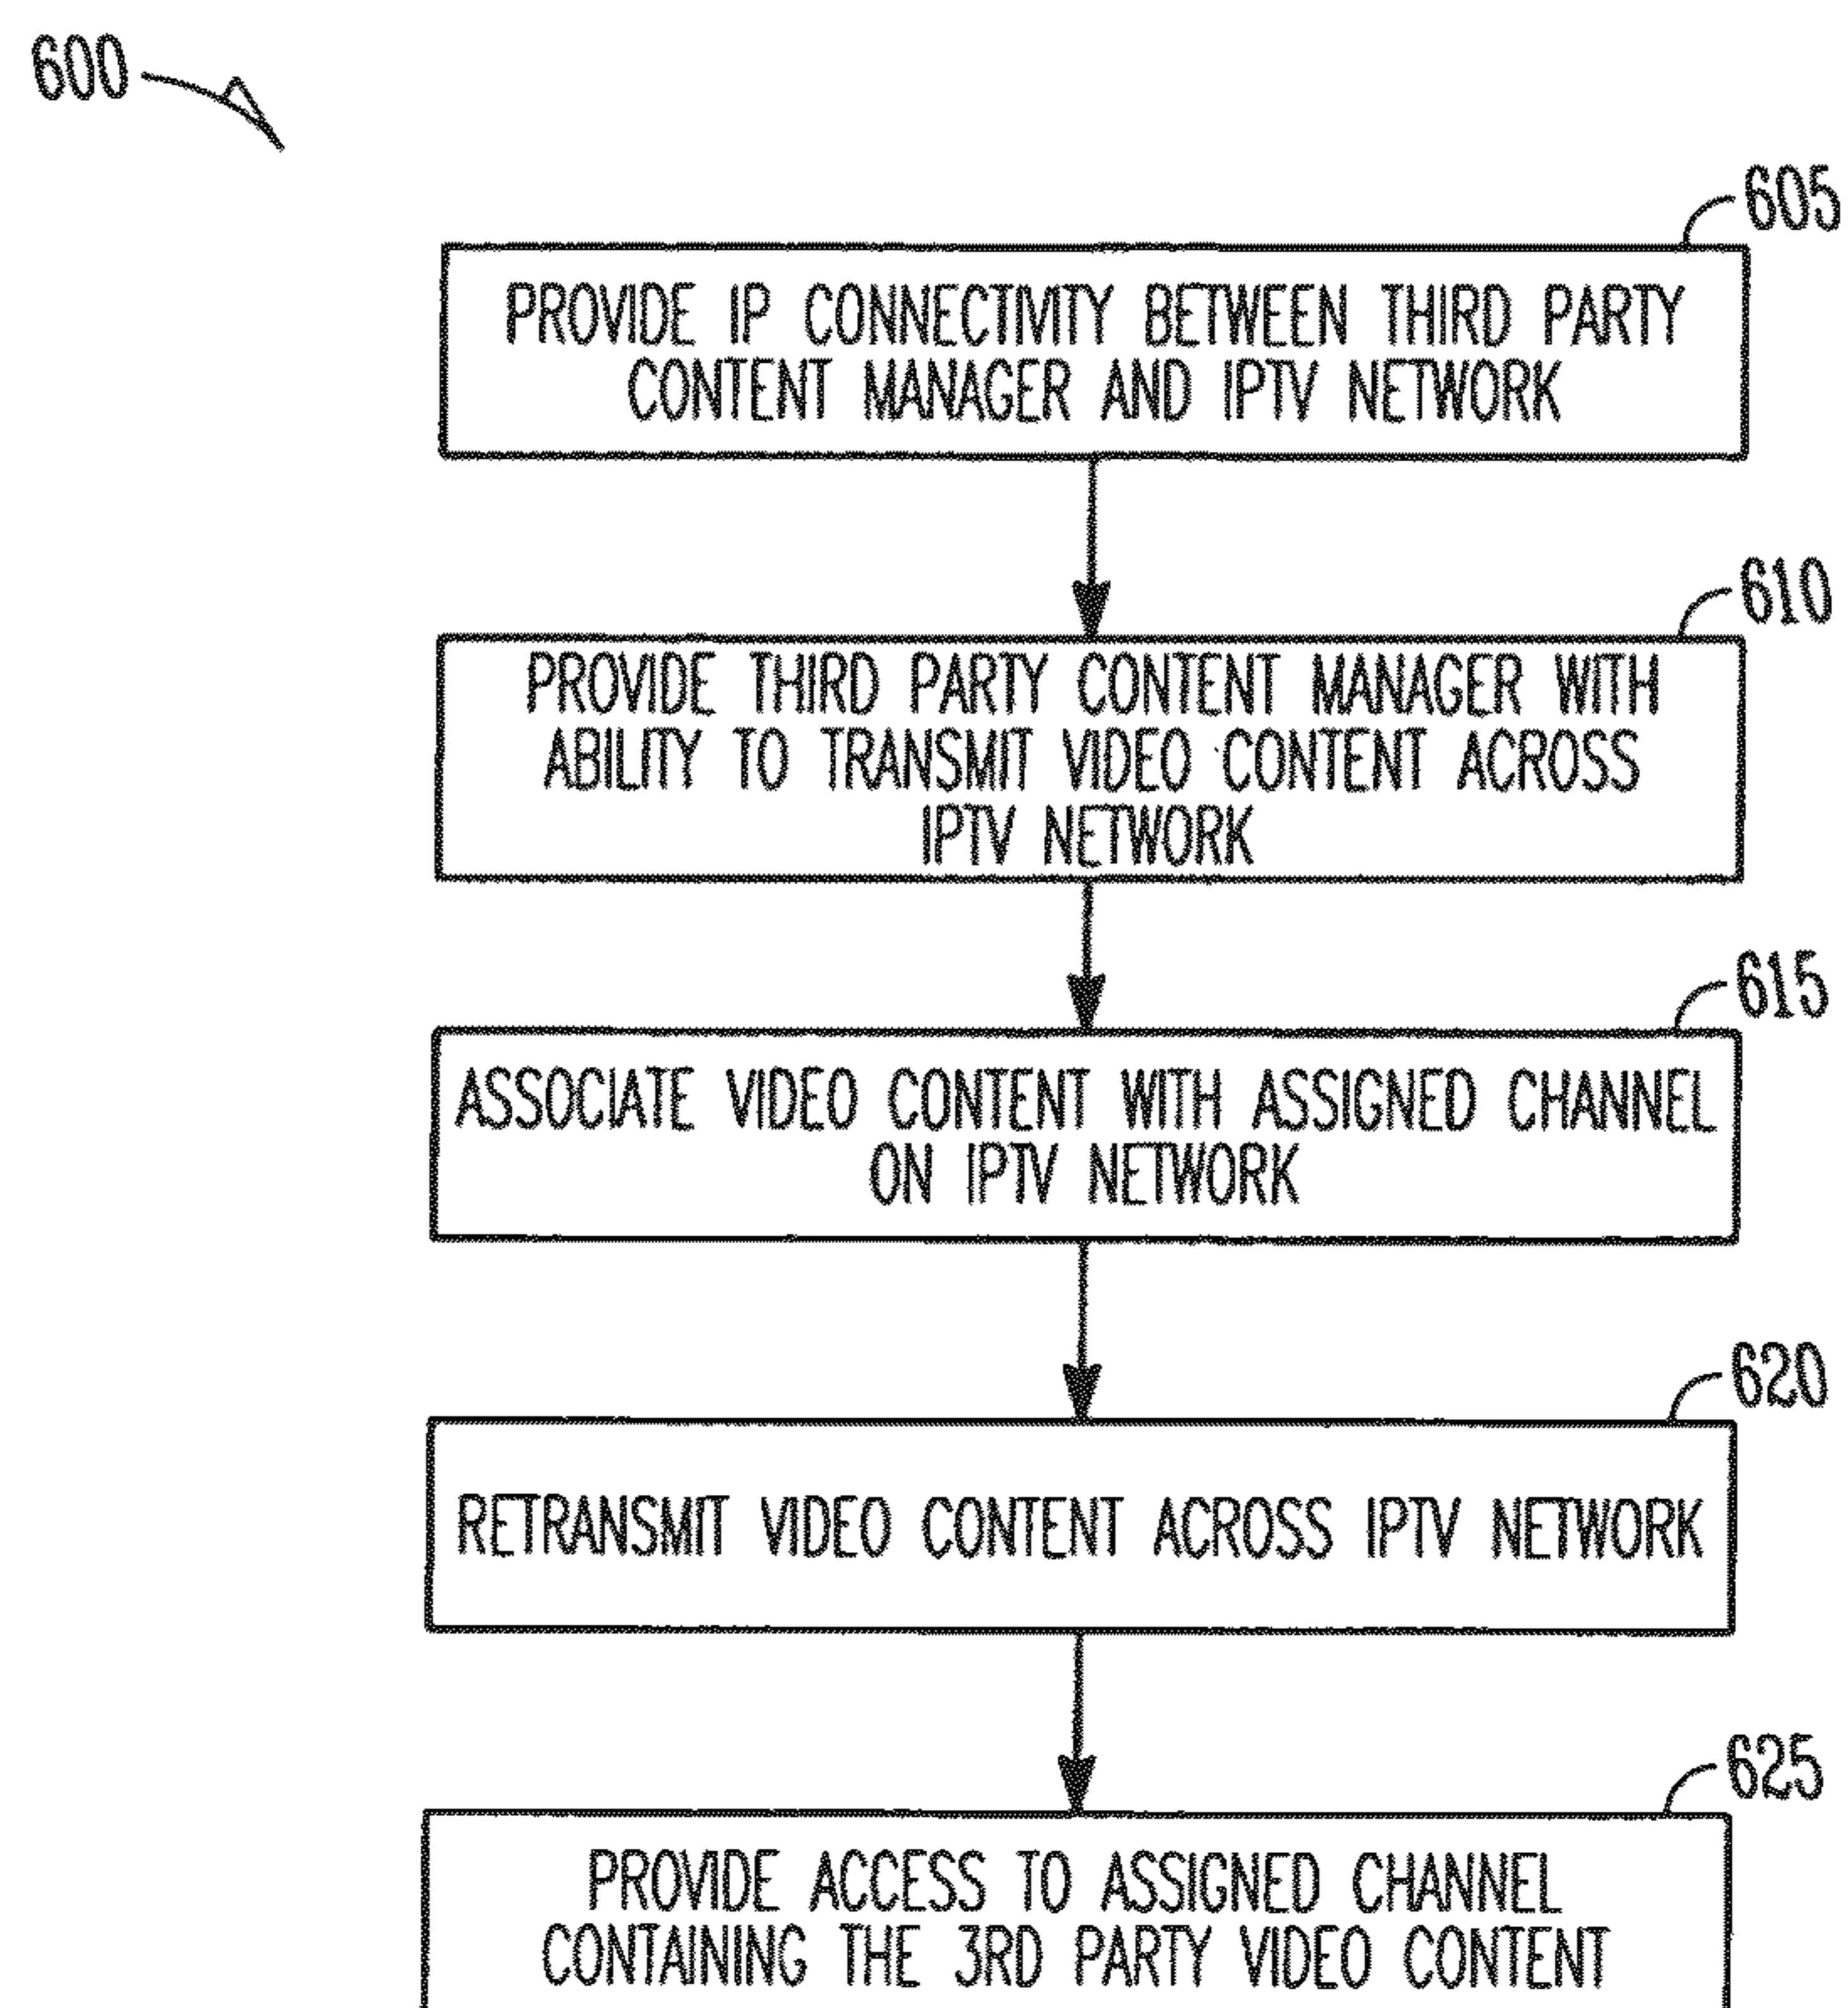 600
605
PROVIDE IP CONNECTIVITY BETWEEN THIRD PARTY
CONTENT MANAGER AND IPTV NETWORK
610
PROVIDE THIRD PARTY CONTENT MANAGER WITH
ABILITY TO TRANSMIT VIDEO CONTENT ACROSS
IPTV NETWORK
615
ASSOCIATE VIDEO CONTENT WITH ASSIGNED CHANNEL
ON IPTV NETWORK
620
RETRANSMIT VIDEO CONTENT ACROSS IPTV NETWORK
625
PROVIDE ACCESS TO ASSIGNED CHANNEL
CONTAINING THE 3RD PARTY VIDEO CONTENT